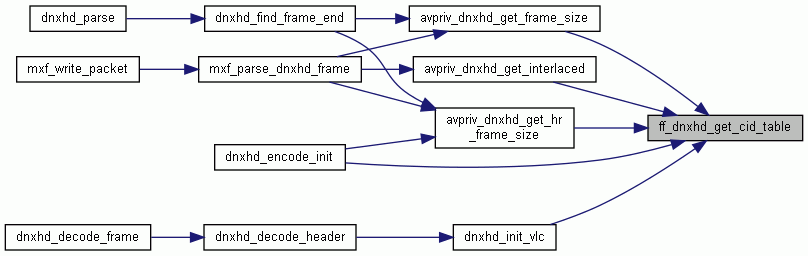 dnxhd_parse
dnxhd_find_frame_end
avpriv_dnxhd_get_frame_size
mxf_write_packet
mxf_parse_dnxhd_frame
avpriv_dnxhd_get_interlaced
avpriv_dnxhd_get_hr
_frame_size
ff_dnxhd_get_cid_table
dnxhd_encode_init
dnxhd_decode_frame
dnxhd_decode_header
dnxhd_init_vlc